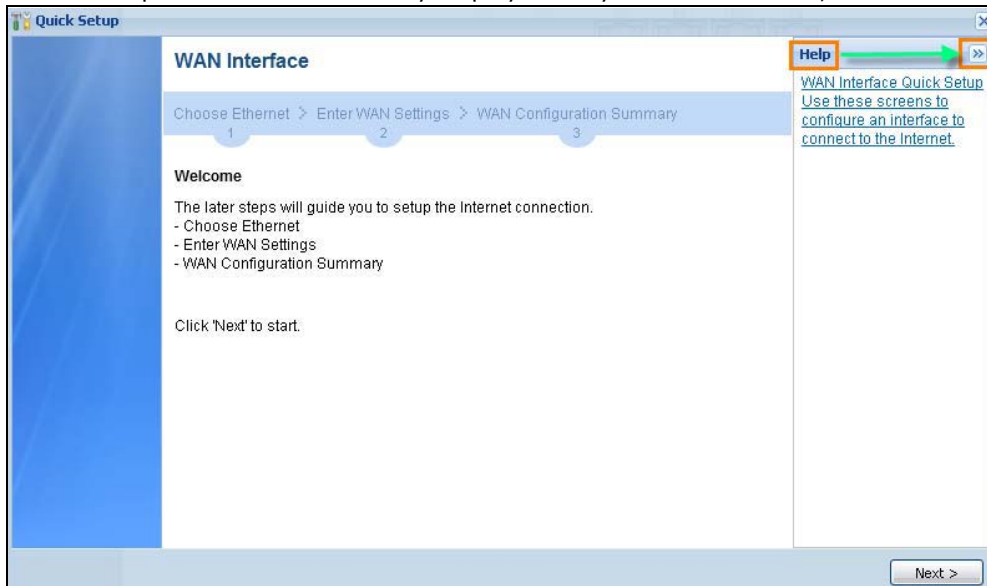 Quick Setup
WAN Interface
Choose Ethernet > Enter WAN Settings > WAN Configuration Summary
1 2 3
Welcome
The later steps will guide you to setup the Internet connection.
- Choose Ethernet
- Enter WAN Settings
- WAN Configuration Summary
Click 'Next' to start.
Help
WAN Interface Quick Setup
Use these screens to
configure an interface to
connect to the Internet.
Next >